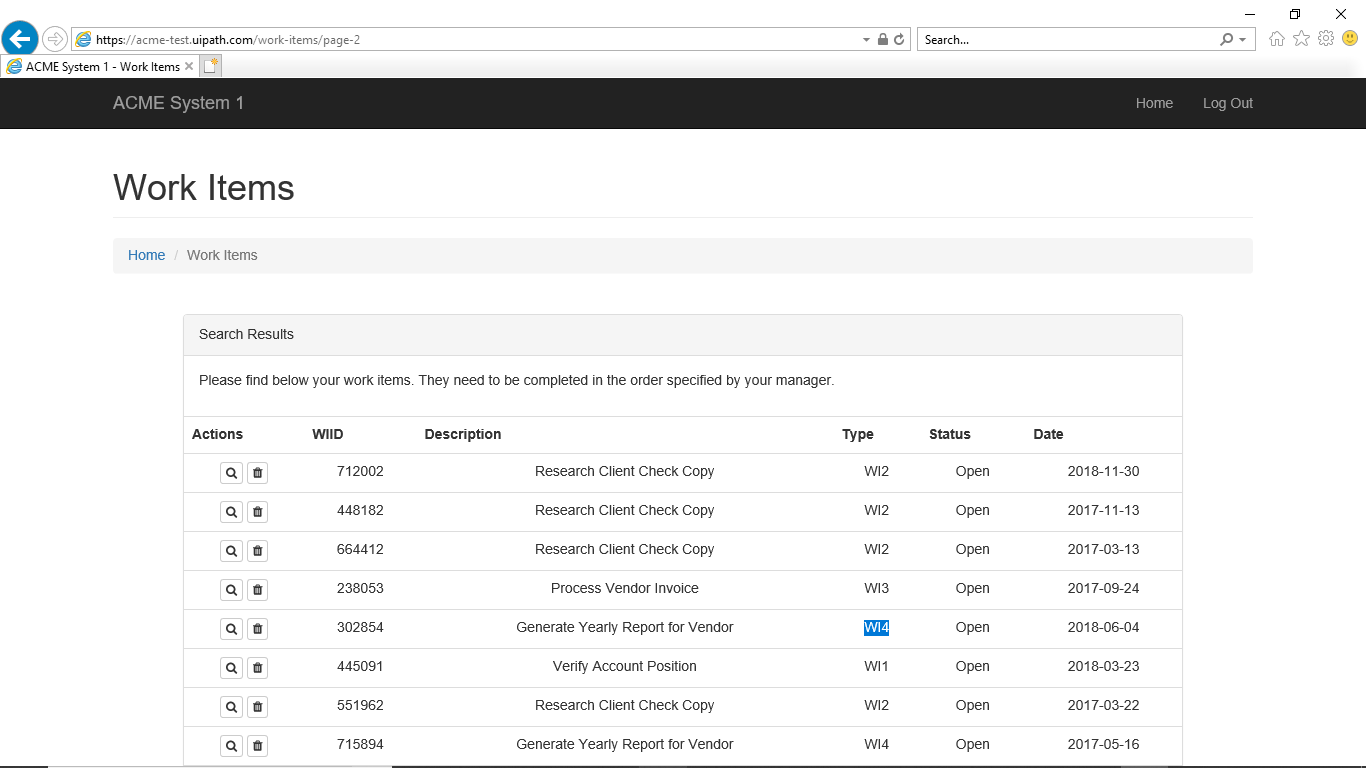 https://acme-test.uipath.com/work-items/page-2 Search...
ACME System 1 - Work Items
ACME System 1 Home Log Out
Work Items
Home / Work Items
Search Results
Please find below your work items. They need to be completed in the order specified by your manager.
Actions WIID Description Type Status Date
712002 Research Client Check Copy WI2 Open 2018-11-30
448182 Research Client Check Copy WI2 Open 2017-11-13
664412 Research Client Check Copy WI2 Open 2017-03-13
238053 Process Vendor Invoice WI3 Open 2017-09-24
302854 Generate Yearly Report for Vendor WI4 Open 2018-06-04
445091 Verify Account Position WI1 Open 2018-03-23
551962 Research Client Check Copy WI2 Open 2017-03-22
715894 Generate Yearly Report for Vendor WI4 Open 2017-05-16